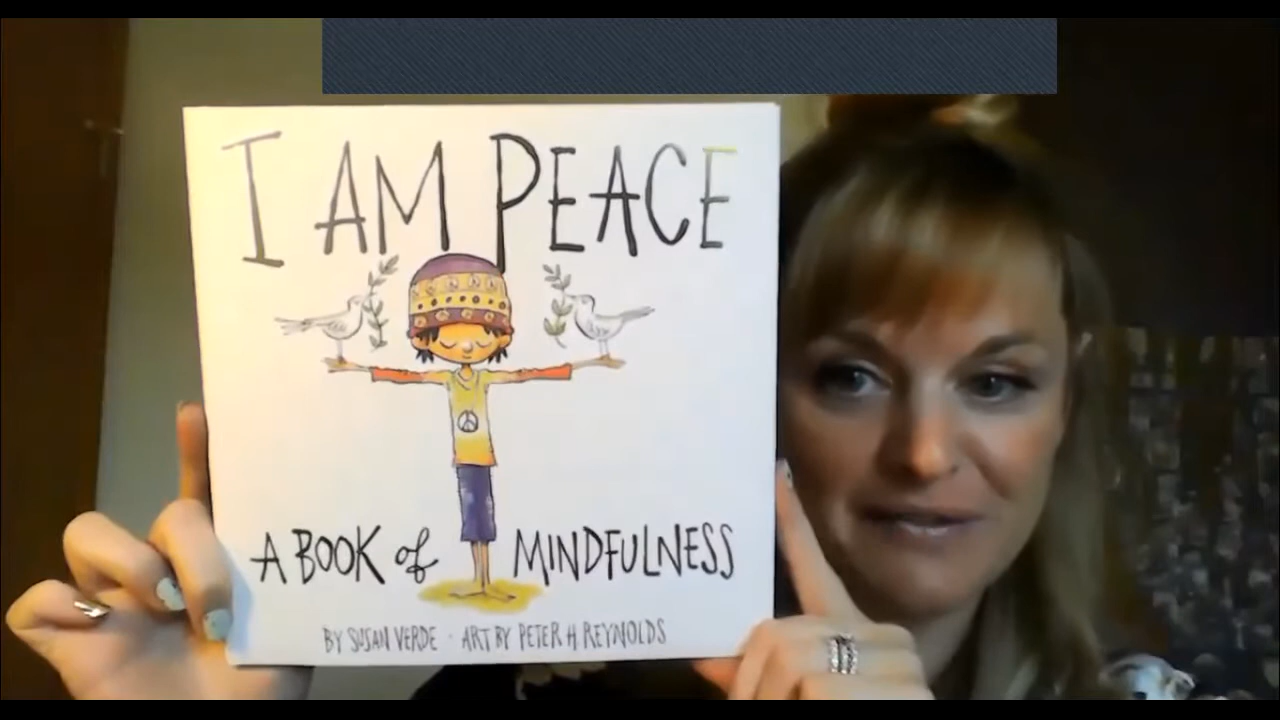 I AM PEACE
A BOOK of MINDFULNESS
BY SUSAN VERDE · ART BY PETER H REYNOLDS